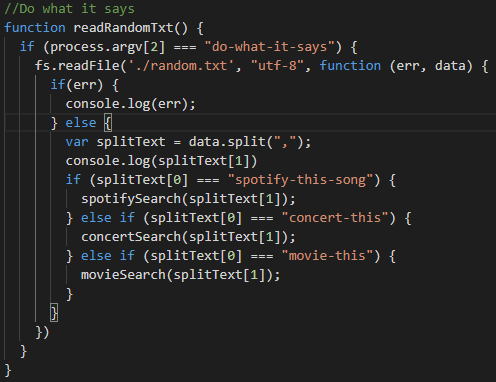 //Do what it says
function readRandomTxt() {
  if (process.argv[2] === "do-what-it-says") {
    fs.readFile('./random.txt', "utf-8", function (err, data) {
      if(err) {
        console.log(err);
      } else {
        var splitText = data.split(",");
        console.log(splitText[1])
        if (splitText[0] === "spotify-this-song") {
          spotifySearch(splitText[1]);
        } else if (splitText[0] === "concert-this") {
          concertSearch(splitText[1]);
        } else if (splitText[0] === "movie-this") {
          movieSearch(splitText[1]);
        }
      }
    })
  }
}